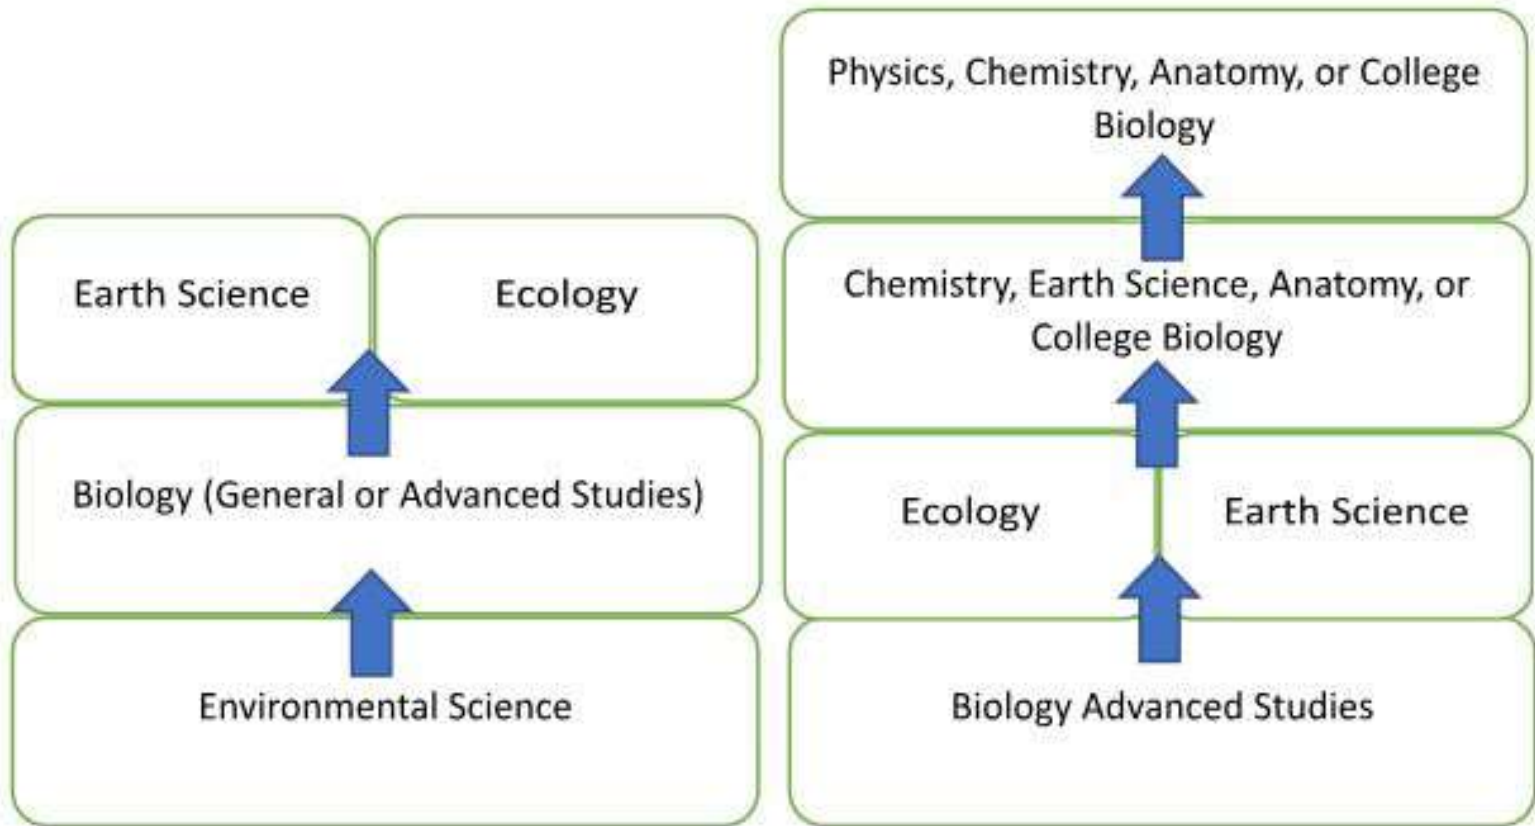 Physics, Chemistry, Anatomy, or College
Biology
Earth Science
Ecology
Chemistry, Earth Science, Anatomy, or
College Biology
Biology (General or Advanced Studies)
Ecology
Earth Science
Environmental Science
Biology Advanced Studies